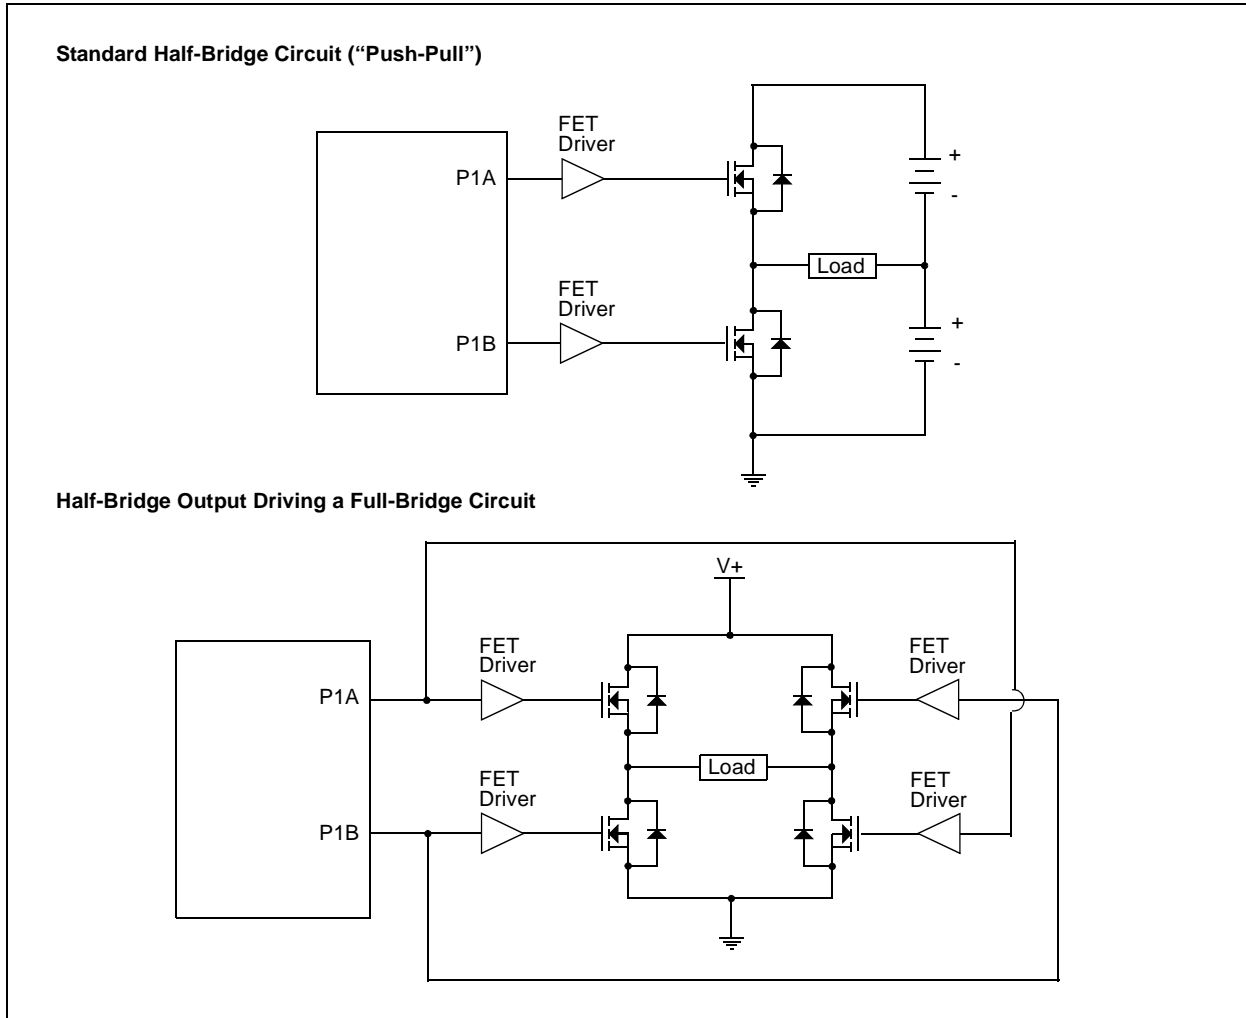 Standard Half-Bridge Circuit (“Push-Pull”)
FET
Driver
P1A
+
-
Load
FET
Driver
P1B
+
-
Half-Bridge Output Driving a Full-Bridge Circuit
V+
FET
Driver
FET
Driver
P1A
Load
FET
Driver
FET
Driver
P1B